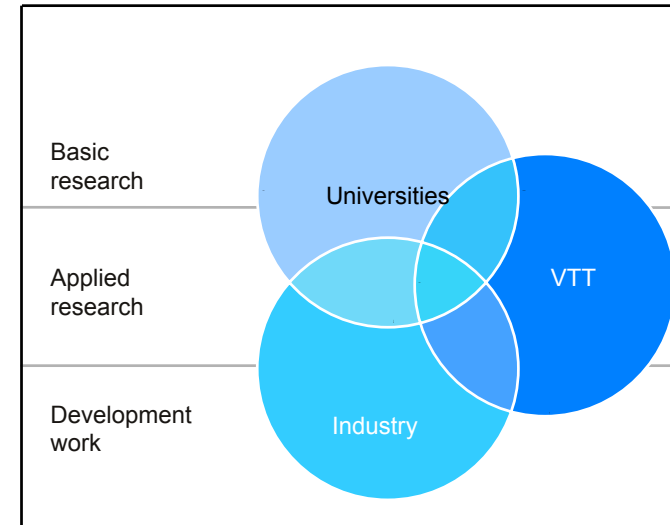 Basic
research
Universities
Applied
research
VTT
Development
work
Industry